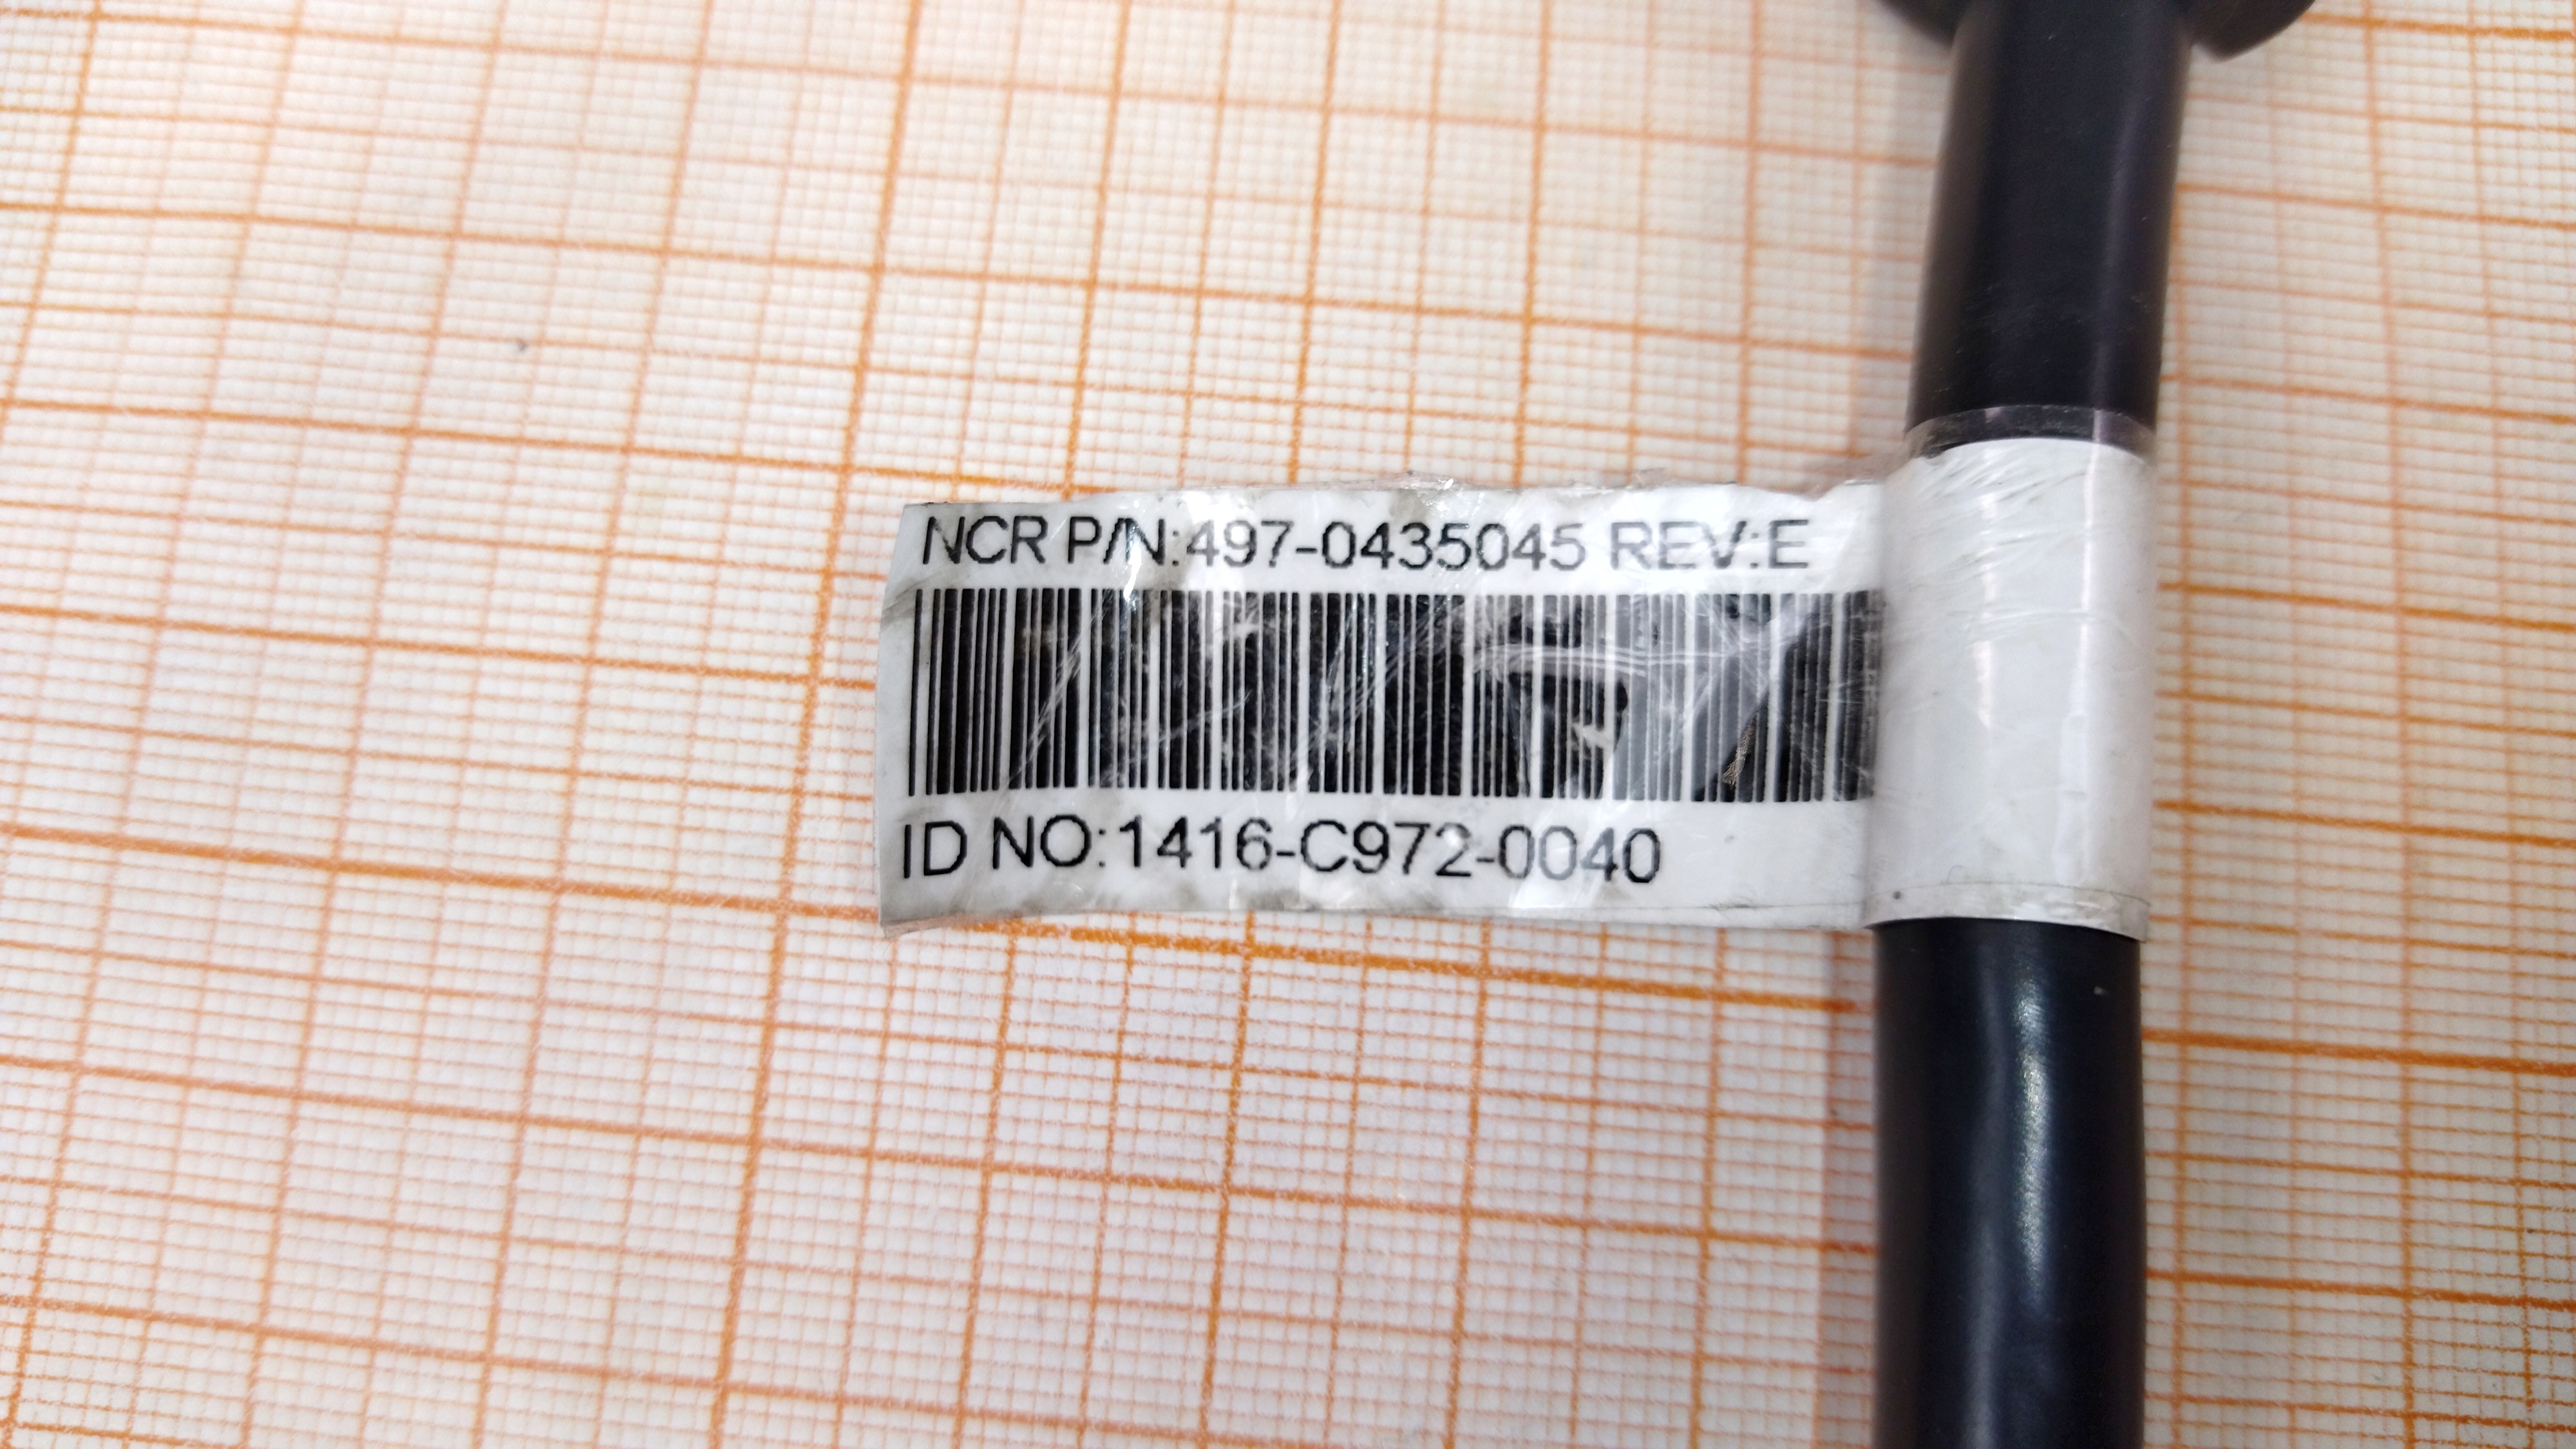 NCR P/N:497-0435045 REV:E
ID NO:1416-C972-0040